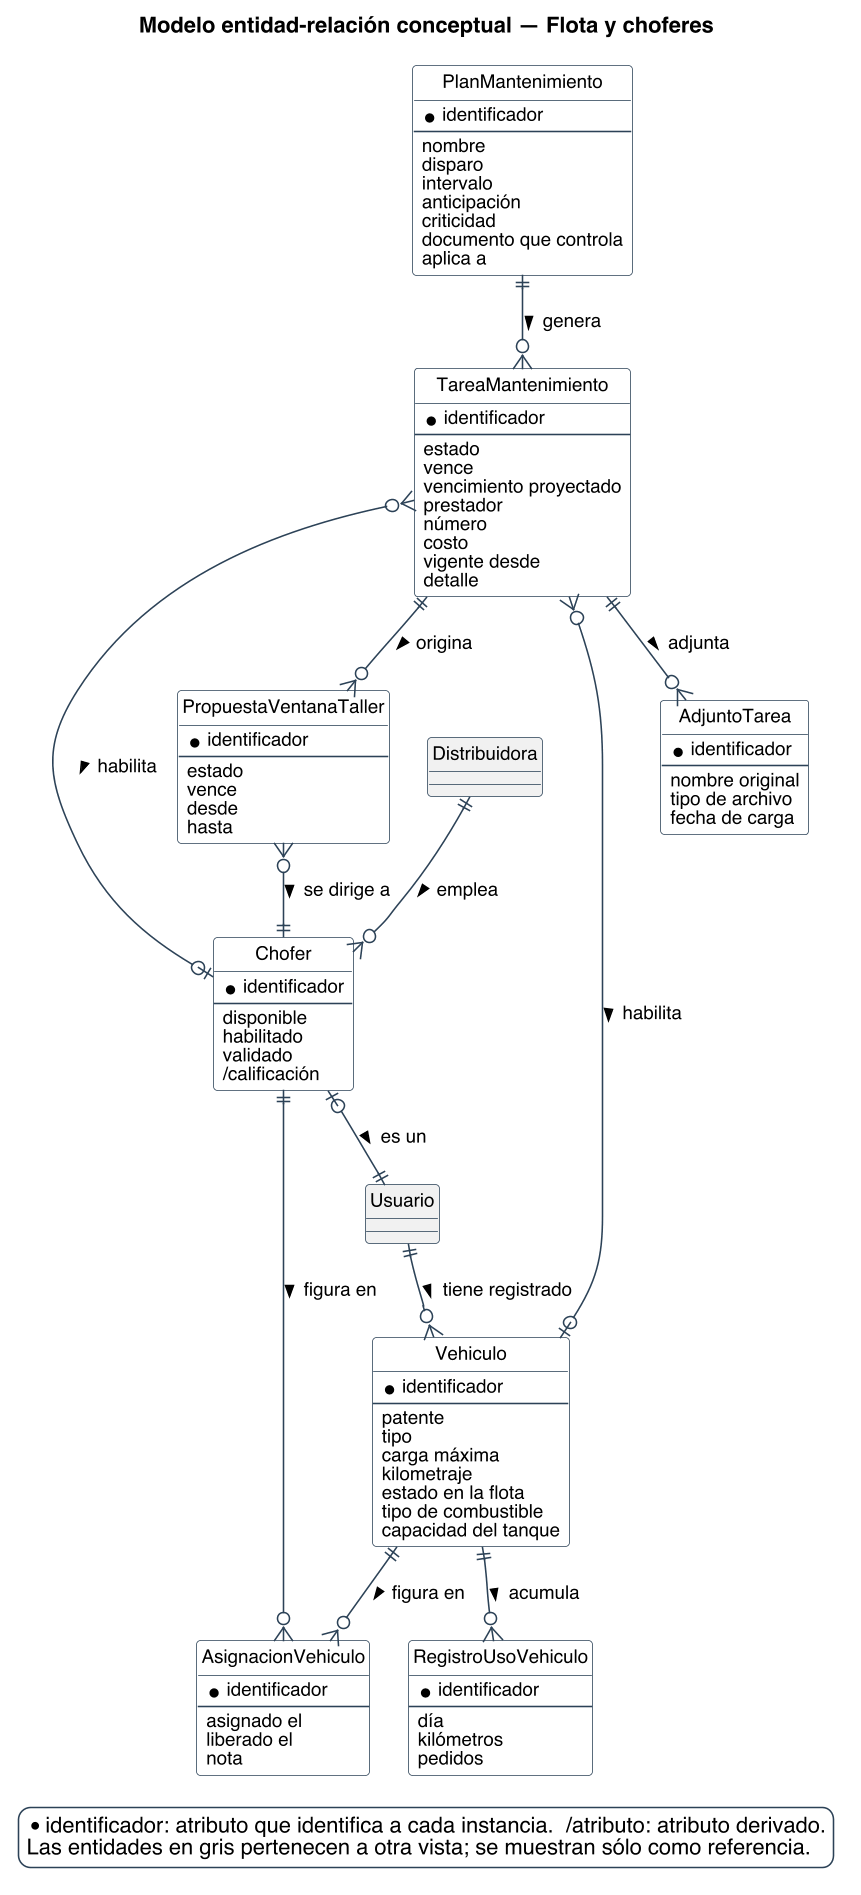 Modelo entidad-relación conceptual — Flota y choferes
PlanMantenimiento
identificador
nombre
disparo
intervalo
anticipación
criticidad
documento que controla
aplica a
genera
TareaMantenimiento
identificador
estado
vence
vencimiento proyectado
prestador
número
costo
vigente desde
detalle
origina
adjunta
PropuestaVentanaTaller
identificador
estado
vence
desde
hasta
Distribuidora
AdjuntoTarea
identificador
nombre original
tipo de archivo
fecha de carga
habilita
se dirige a
emplea
Chofer
identificador
disponible
habilitado
validado
/calificación
habilita
es un
Usuario
figura en
tiene registrado
Vehiculo
identificador
patente
tipo
carga máxima
kilometraje
estado en la flota
tipo de combustible
capacidad del tanque
figura en
acumula
AsignacionVehiculo
identificador
asignado el
liberado el
nota
RegistroUsoVehiculo
identificador
día
kilómetros
pedidos
• identificador: atributo que identifica a cada instancia. /atributo: atributo derivado.
Las entidades en gris pertenecen a otra vista; se muestran sólo como referencia.